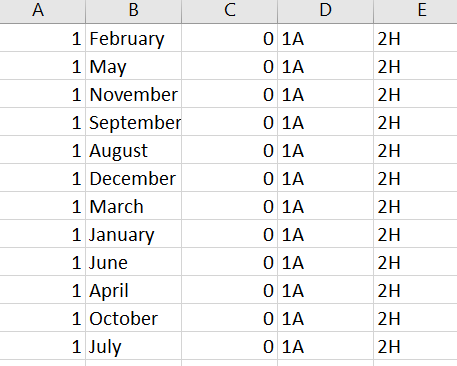 A B C D E
1 February 0 1A 2H
1 May 0 1A 2H
1 November 0 1A 2H
1 September 0 1A 2H
1 August 0 1A 2H
1 December 0 1A 2H
1 March 0 1A 2H
1 January 0 1A 2H
1 June 0 1A 2H
1 April 0 1A 2H
1 October 0 1A 2H
1 July 0 1A 2H